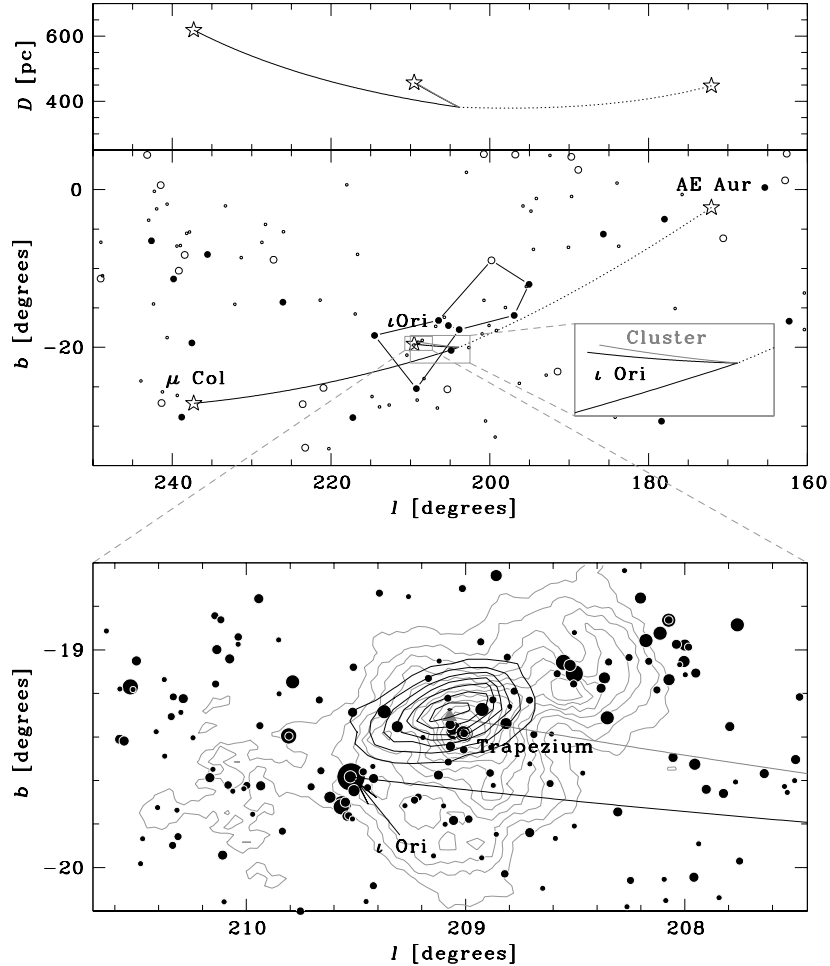 600
400
D [pc]
0
AE Aur
b [degrees]
ιOri
−20
Cluster
ι Ori
μ Col
240
220
200
180
160
l [degrees]
−19
b [degrees]
Trapezium
ι Ori
−20
210
209
208
l [degrees]